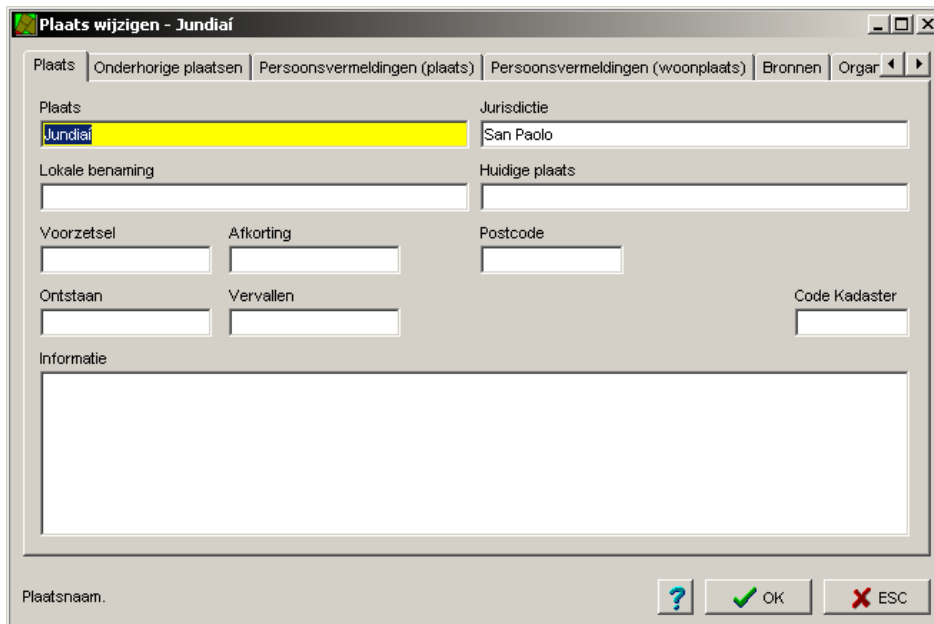 Plaats wijzigen - Jundiaí
Plaats Onderhorige plaatsen Persoonsvermeldingen (plaats) Persoonsvermeldingen (woonplaats) Bronnen Organ
Plaats Jurisdictie
Jundiaí San Paolo
Lokale benaming Huidige plaats
Voorzetsel Afkorting Postcode
Ontstaan Vervallen Code Kadaster
Informatie
Plaatsnaam. ? OK ESC